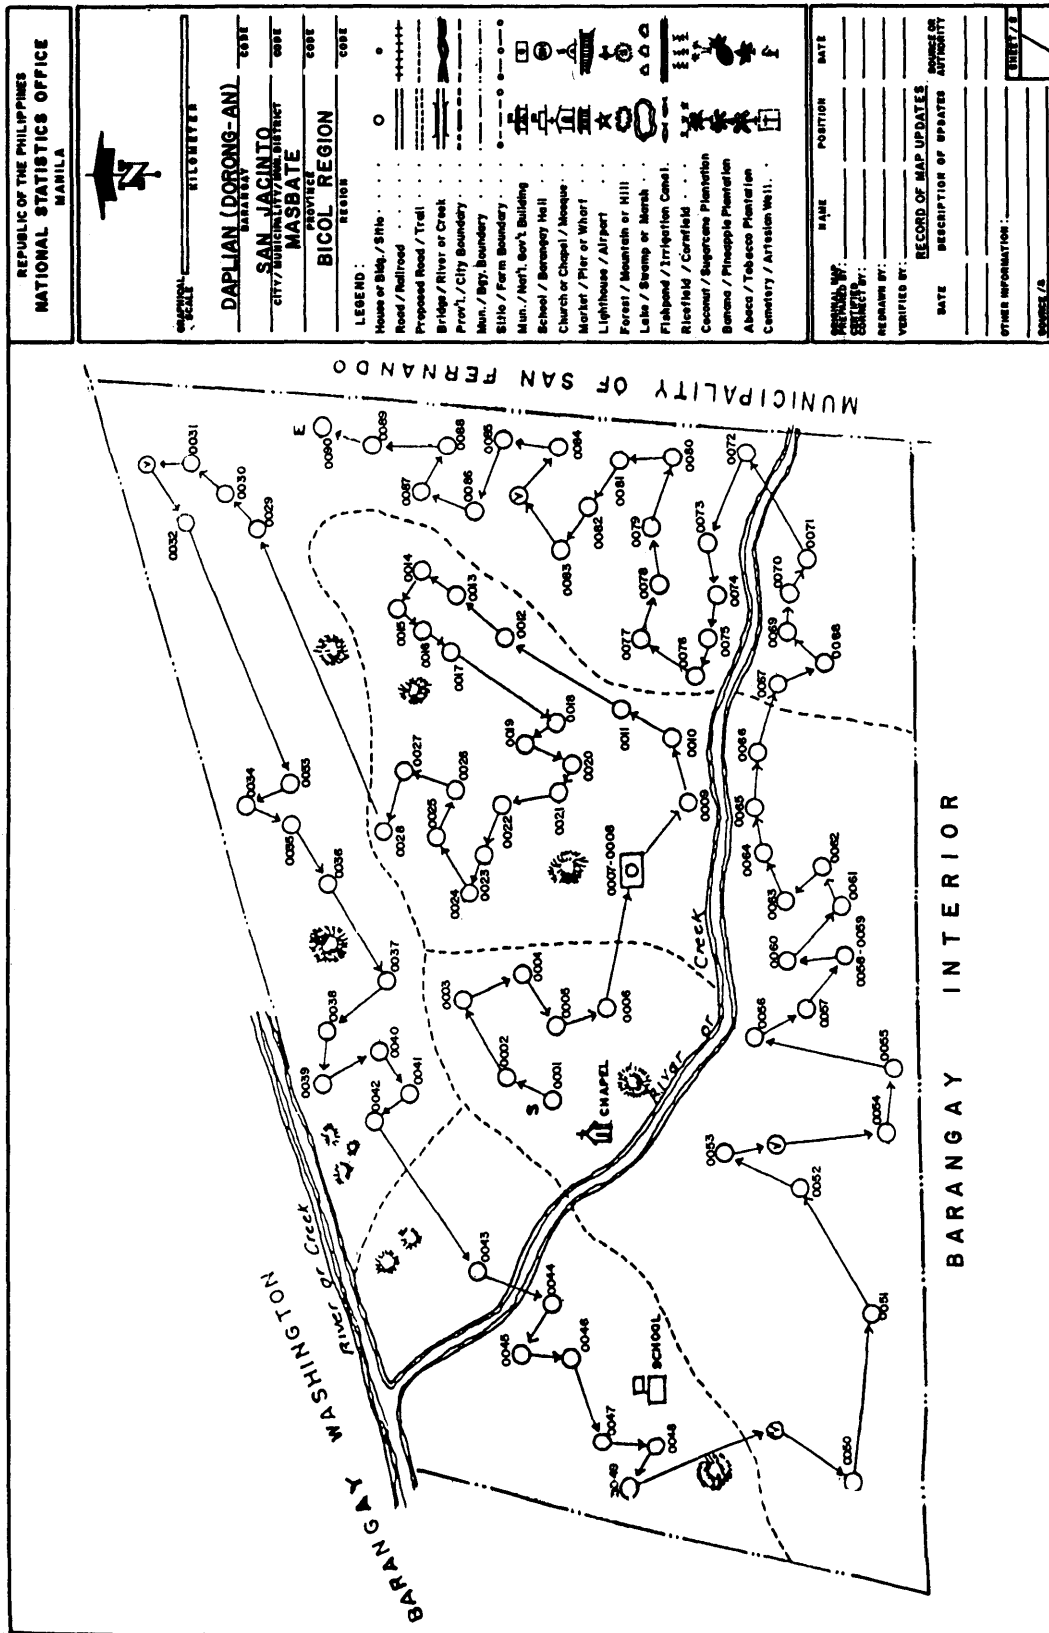 REPUBLIC OF THE PHILIPPINES
NATIONAL STATISTICS OFFICE
MANILA
N
GRAPHICAL SCALE
KILOMETER
DAPLIAN (DORONG-AN) CODE
BARANGAY
SAN JACINTO CODE
CITY/MUNICIPALITY/MUN. DISTRICT
MASBATE CODE
PROVINCE
BICOL REGION CODE
REGION
LEGEND:
House or Bldg./Sitio
Road/Railroad
Proposed Road/Trail
Bridge/River or Creek
Prov'l./City Boundary
Mun./Bgy. Boundary
Sitio/Farm Boundary
Mun./Nat'l. Gov't Building
School/Barangay Hall
Church or Chapel/Mosque
Market/Pier or Wharf
Lighthouse/Airport
Forest/Mountain or Hill
Lake/Swamp or Marsh
Fishpond/Irrigation Canal
Ricefield/Cornfield
Coconut/Sugarcane Plantation
Banana/Pineapple Plantation
Abaca/Tobacco Plantation
Cemetery/Artesian Well
NAME POSITION DATE
ORIGINAL MAP PREPARED BY:
CERTIFIED CORRECT BY:
REDRAWN BY:
VERIFIED BY:
RECORD OF MAP UPDATES
DATE DESCRIPTION OF UPDATES SOURCE OR AUTHORITY
OTHER INFORMATION:
SOURCE/S
SHEET/S
MUNICIPALITY OF SAN FERNANDO
BARANGAY WASHINGTON
River or Creek
BARANGAY INTERIOR
River or Creek
CHAPEL
SCHOOL
S
E
V
V
V
V
0001
0002
0003
0004
0005
0006
0007-0008
0009
0010
0011
0012
0013
0014
0015
0016
0017
0018
0019
0020
0021
0022
0023
0024
0025
0026
0027
0028
0029
0030
0031
0032
0033
0034
0035
0036
0037
0038
0039
0040
0041
0042
0043
0044
0045
0046
0047
0048
0049
0050
0051
0052
0053
0054
0055
0056
0057
0058-0059
0060
0061
0062
0063
0064
0065
0066
0067
0068
0069
0070
0071
0072
0073
0074
0075
0076
0077
0078
0079
0080
0081
0082
0083
0084
0085
0086
0087
0088
0089
0090